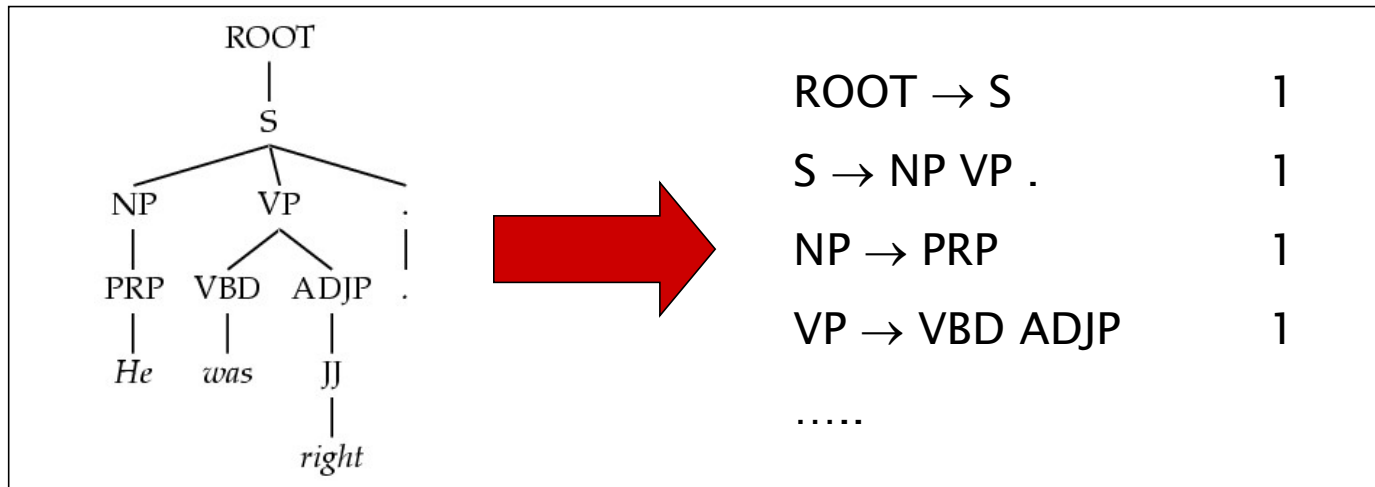 ROOT
S
NP VP .
PRP VBD ADJP .
He was JJ
right
ROOT → S 1
S → NP VP . 1
NP → PRP 1
VP → VBD ADJP 1
…..